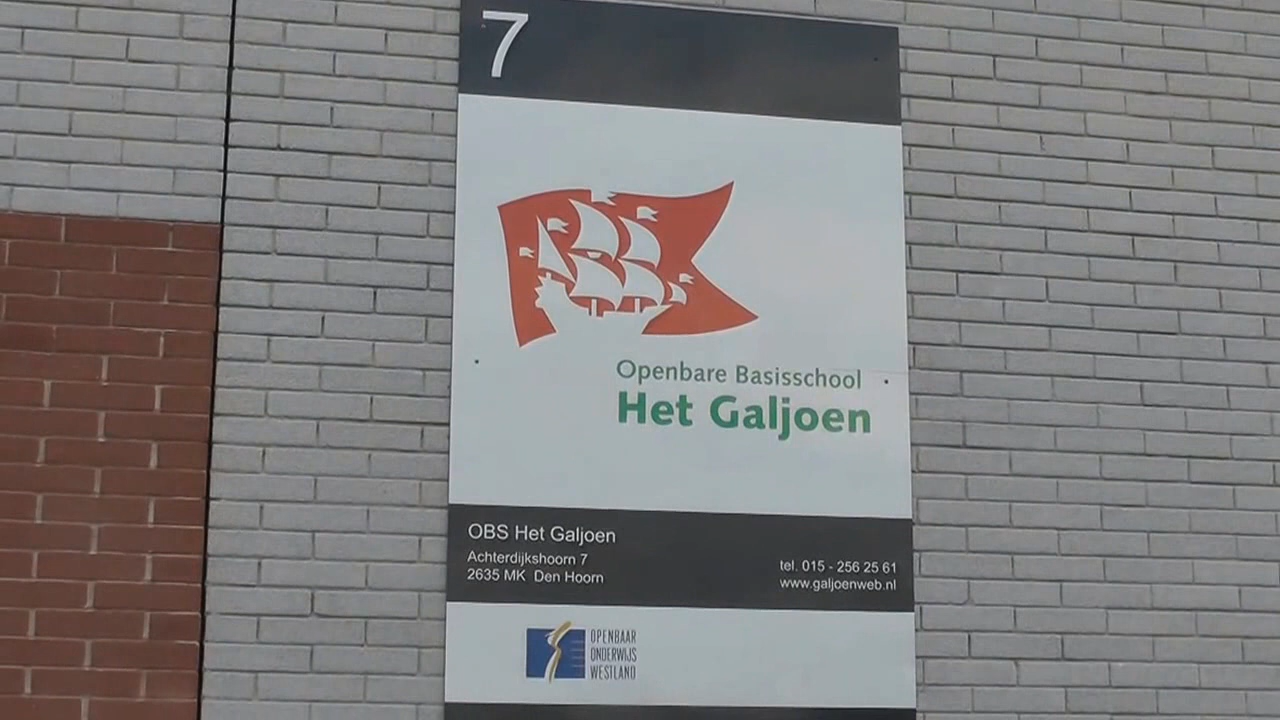 7
Openbare Basisschool
Het Galjoen
OBS Het Galjoen
Achterdijkshoorn 7
2635 MK Den Hoorn
tel. 015 - 256 25 61
www.galjoenweb.nl
OPENBAAR
ONDERWIJS
WESTLAND